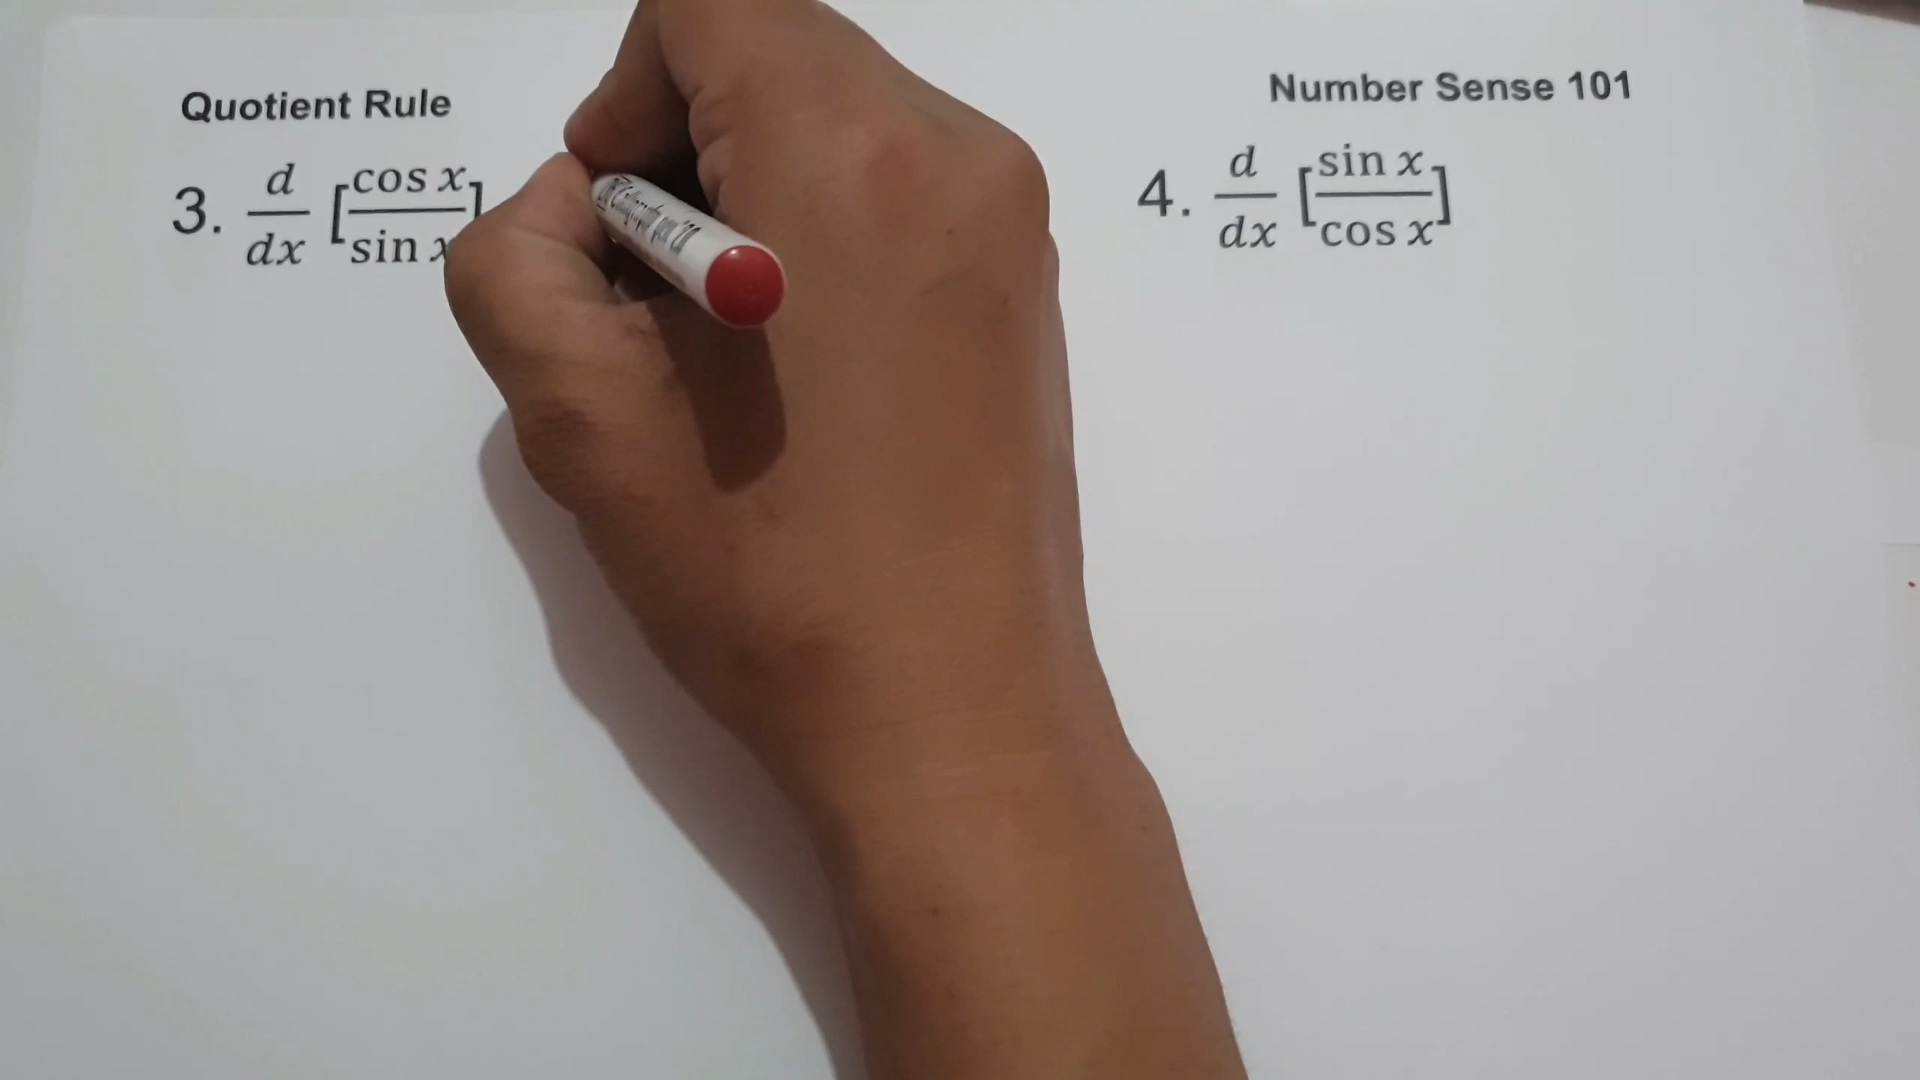 Quotient Rule
3. d/dx [cos x / sin x]
Number Sense 101
4. d/dx [sin x / cos x]